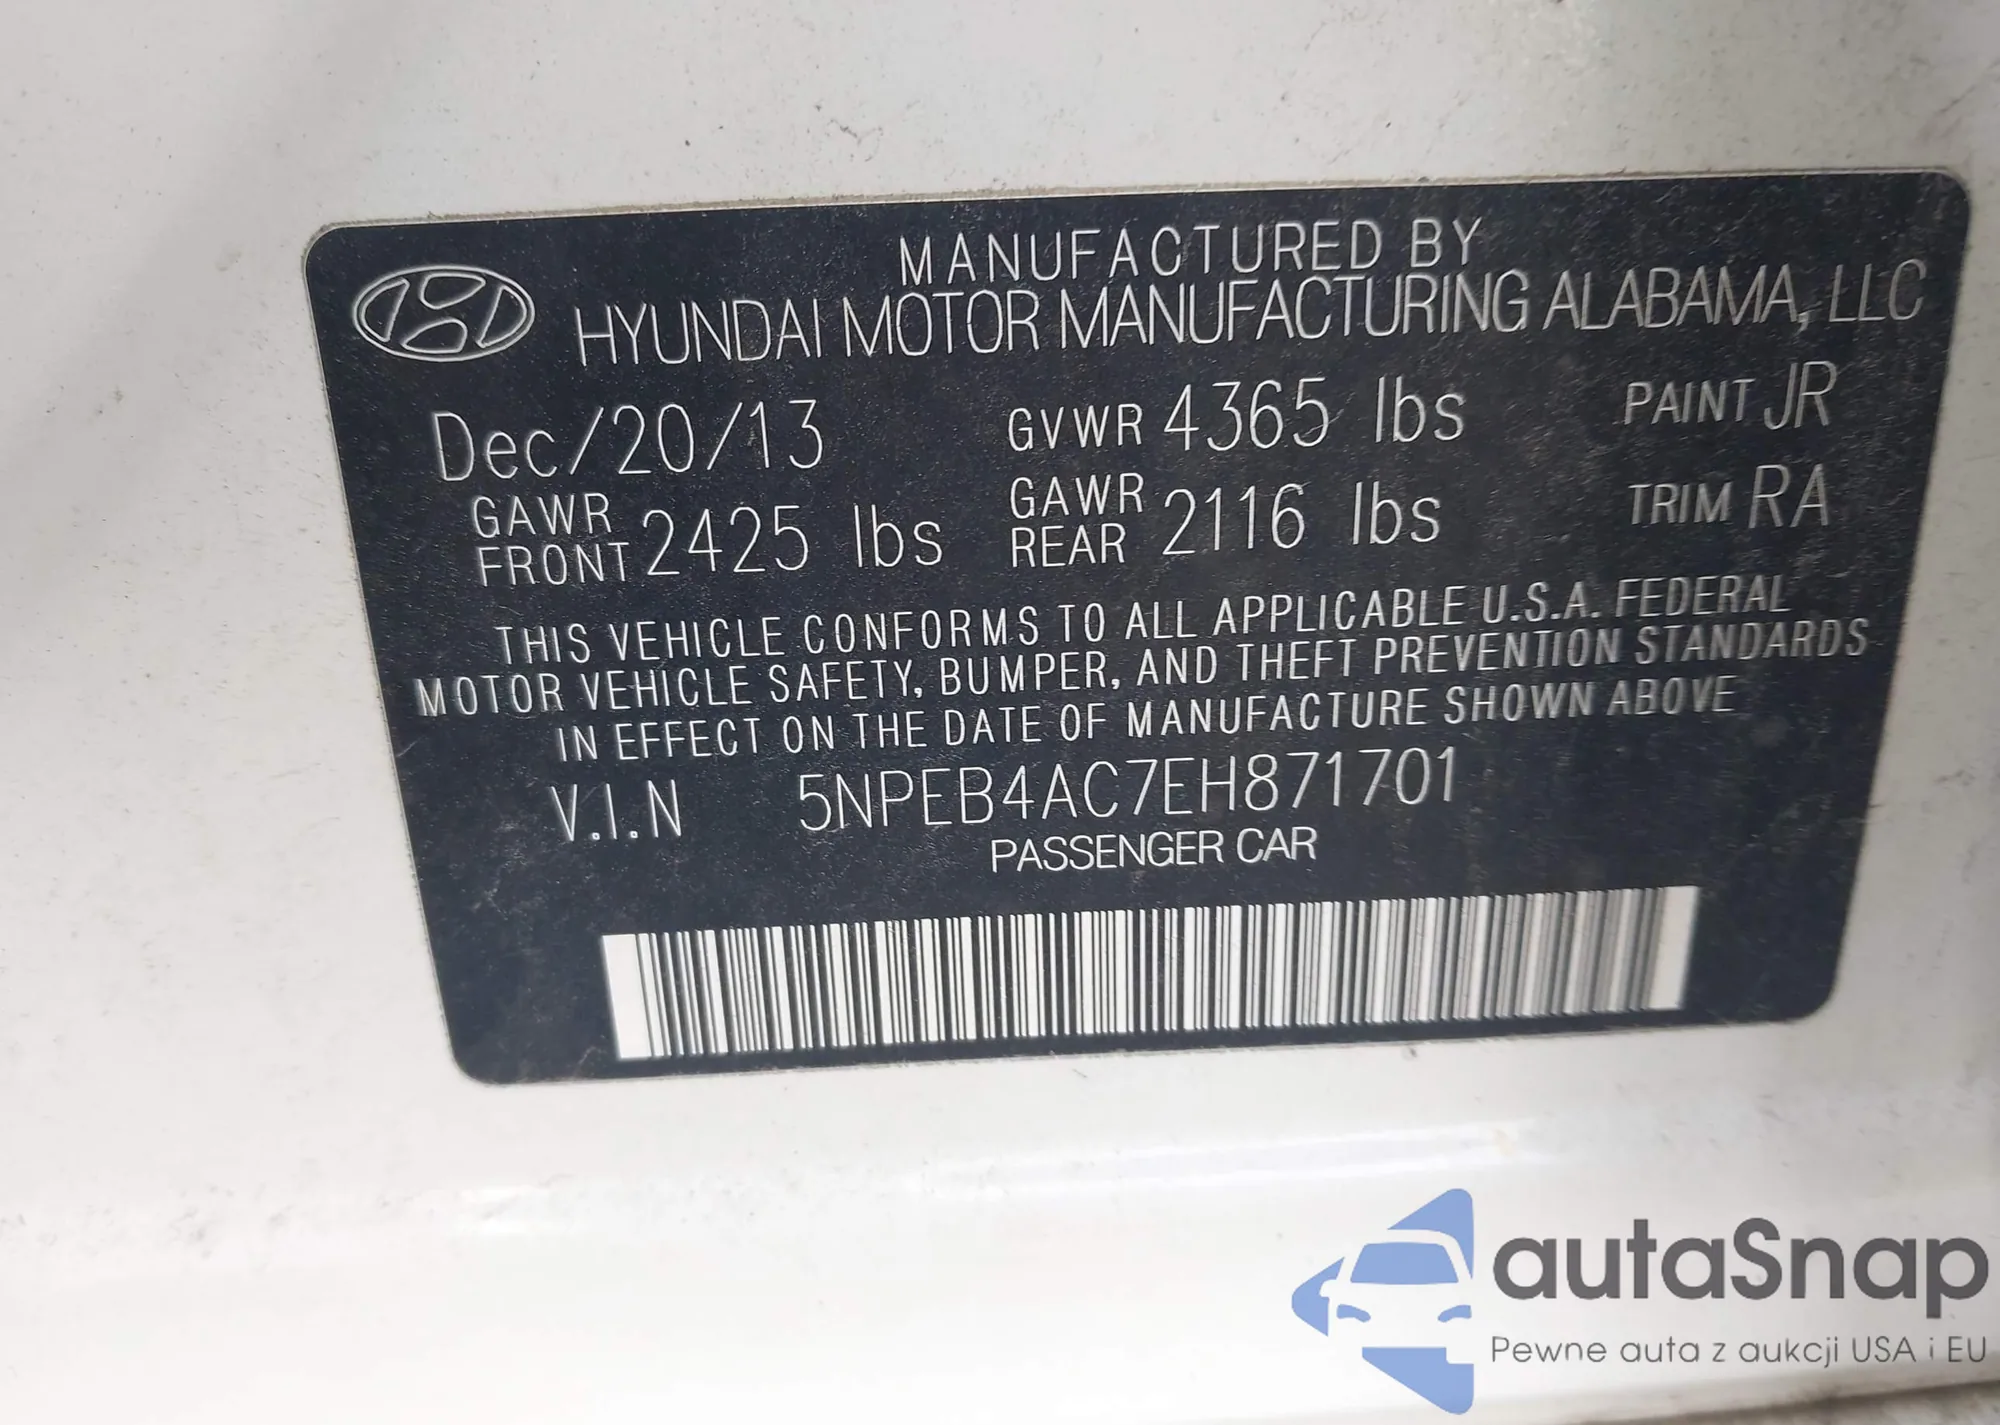 MANUFACTURED BY
HYUNDAI MOTOR MANUFACTURING ALABAMA, LLC
Dec/20/13 GVWR 4365 lbs PAINT JR
GAWR FRONT 2425 lbs GAWR REAR 2116 lbs TRIM RA
THIS VEHICLE CONFORMS TO ALL APPLICABLE U.S.A. FEDERAL
MOTOR VEHICLE SAFETY, BUMPER, AND THEFT PREVENTION STANDARDS
IN EFFECT ON THE DATE OF MANUFACTURE SHOWN ABOVE
V.I.N 5NPEB4AC7EH871701
PASSENGER CAR
autaSnap
Pewne auta z aukcji USA i EU